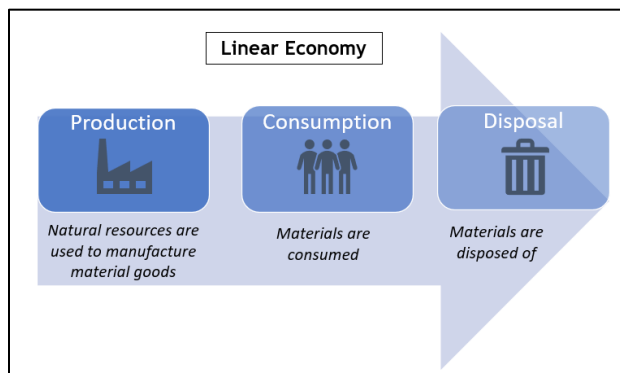 Linear Economy
Production
Consumption
Disposal
Natural resources are
used to manufacture
material goods
Materials are
consumed
Materials are
disposed of